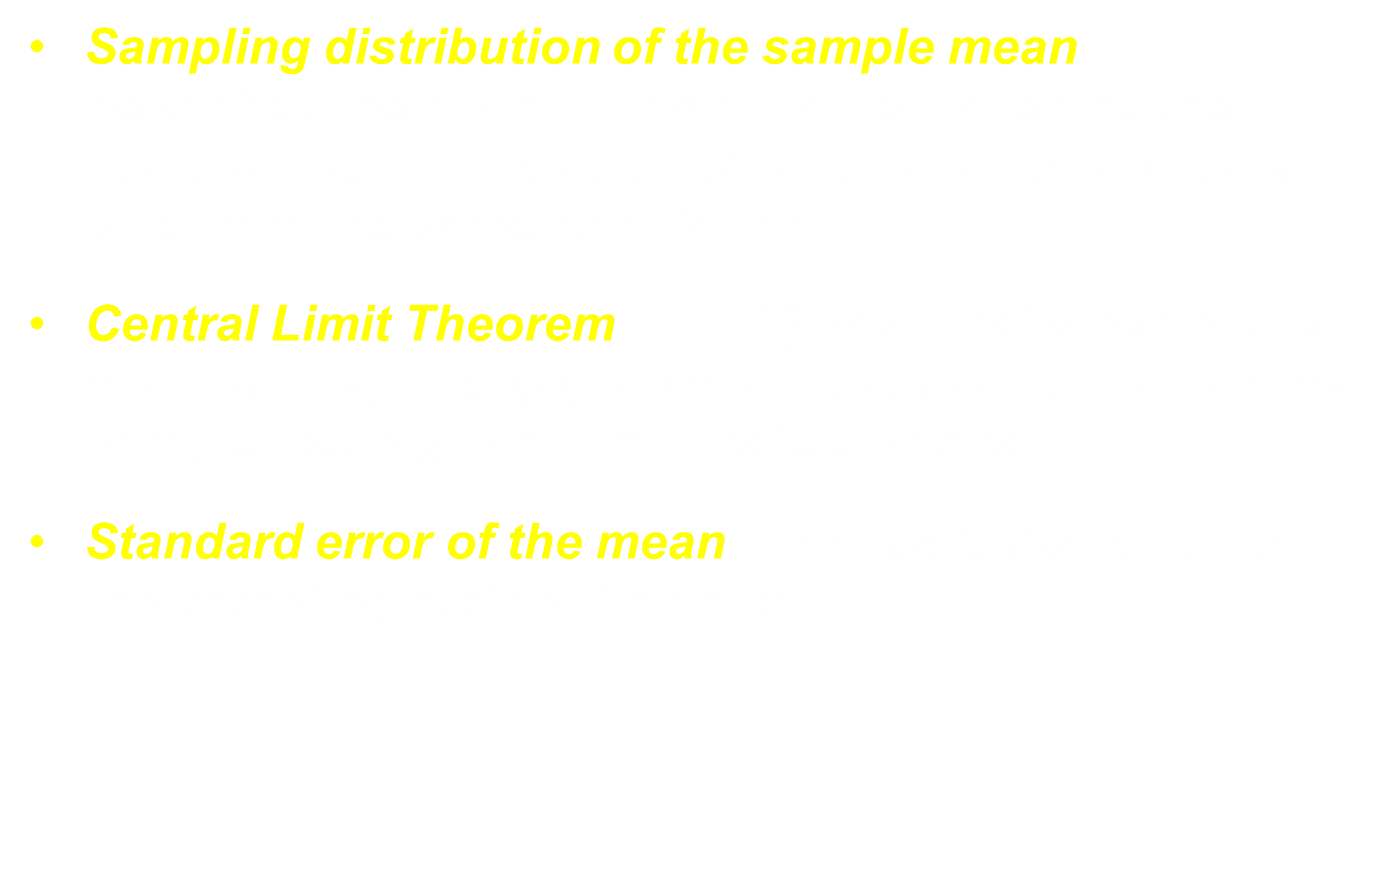 • Sampling distribution of the sample mean
• Central Limit Theorem
• Standard error of the mean